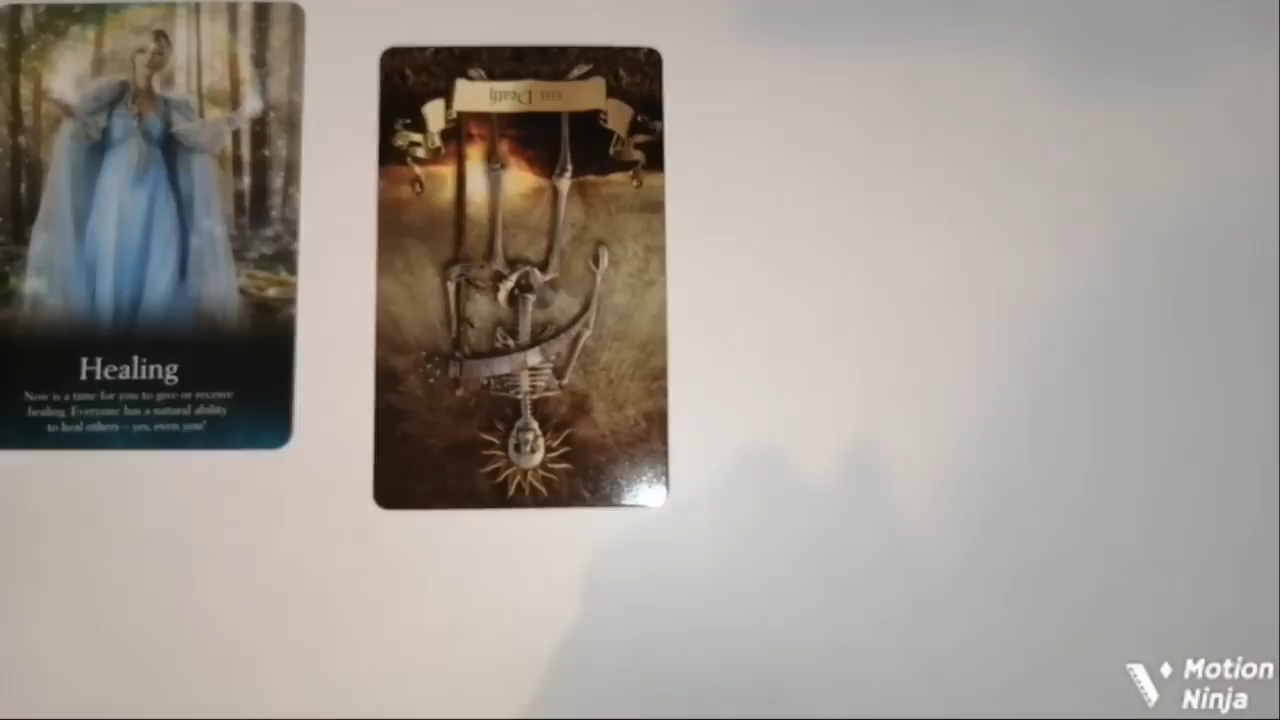 Healing
Now is a time for you to give or receive
healing. Everyone has a natural ability
to heal others – yes, even you!
XIII Death
Motion
Ninja